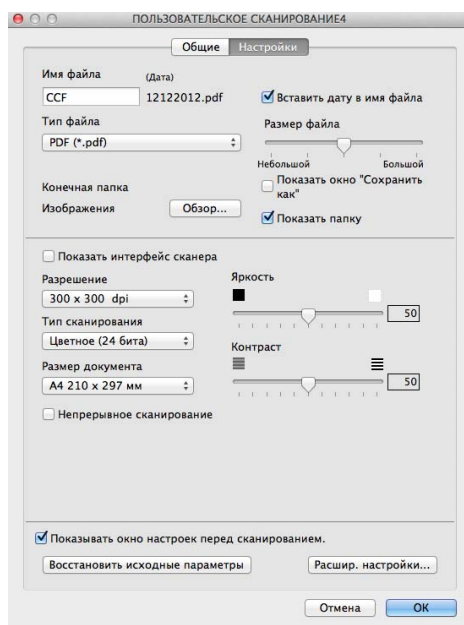 ПОЛЬЗОВАТЕЛЬСКОЕ СКАНИРОВАНИЕ4
Общие Настройки
Имя файла (Дата)
CCF 12122012.pdf Вставить дату в имя файла
Тип файла Размер файла
PDF (*.pdf)
Небольшой Большой
Показать окно "Сохранить
как"
Конечная папка
Изображения Обзор...
Показать папку
Показать интерфейс сканера
Разрешение Яркость
300 x 300 dpi 50
Тип сканирования
Цветное (24 бита)
Контраст
Размер документа
A4 210 x 297 мм 50
Непрерывное сканирование
Показывать окно настроек перед сканированием.
Восстановить исходные параметры Расшир. настройки...
Отмена OK